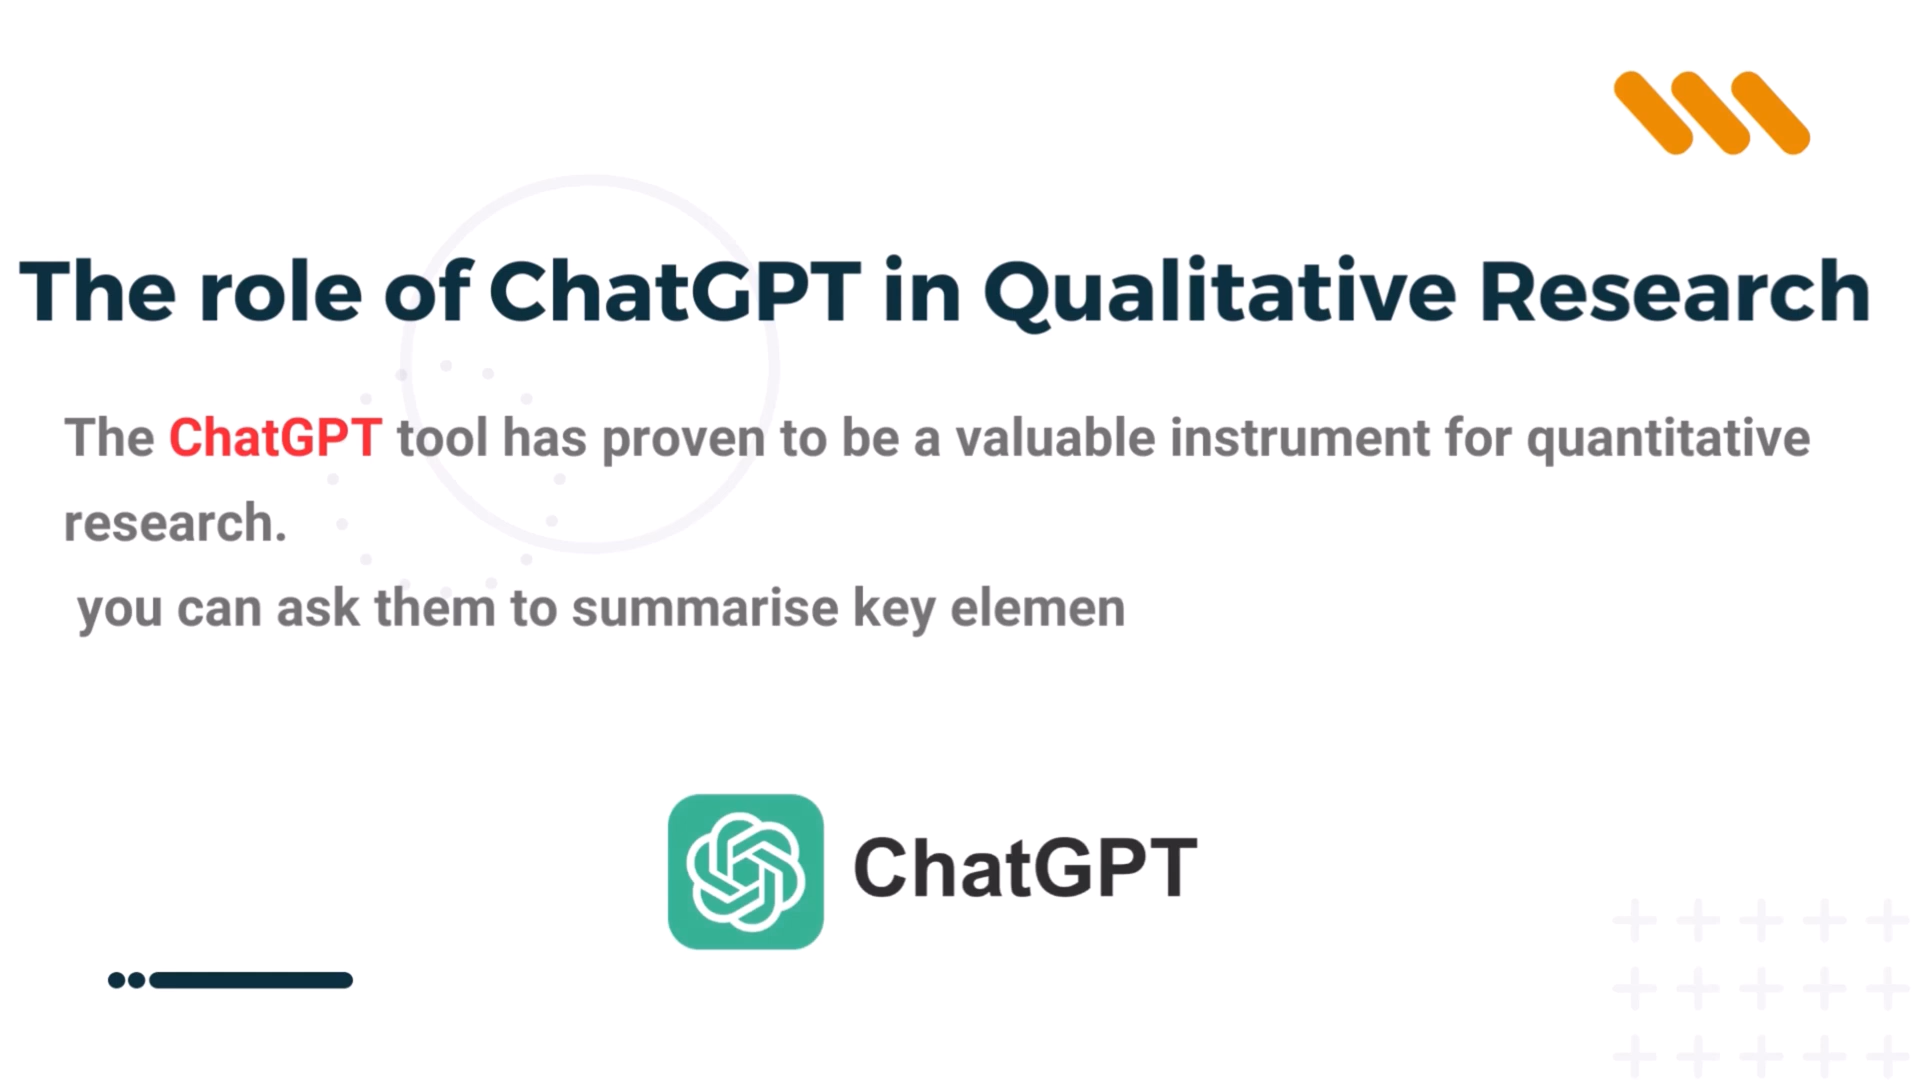 The role of ChatGPT in Qualitative Research
The ChatGPT tool has proven to be a valuable instrument for quantitative
research.
you can ask them to summarise key elemen
ChatGPT